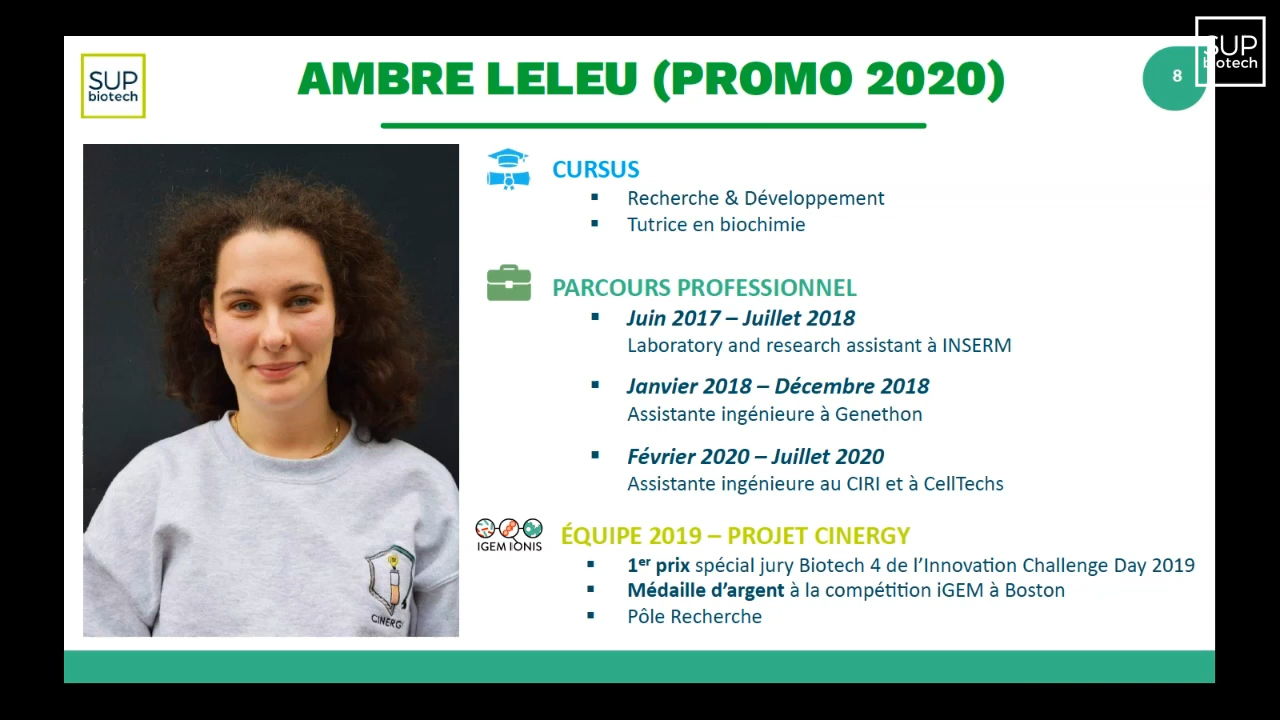 SUP
biotech
AMBRE LELEU (PROMO 2020)
8
SUP
biotech
CURSUS
▪ Recherche & Développement
▪ Tutrice en biochimie
PARCOURS PROFESSIONNEL
▪ Juin 2017 – Juillet 2018
Laboratory and research assistant à INSERM
▪ Janvier 2018 – Décembre 2018
Assistante ingénieure à Genethon
▪ Février 2020 – Juillet 2020
Assistante ingénieure au CIRI et à CellTechs
IGEM IONIS
ÉQUIPE 2019 – PROJET CINERGY
▪ 1er prix spécial jury Biotech 4 de l’Innovation Challenge Day 2019
▪ Médaille d’argent à la compétition iGEM à Boston
▪ Pôle Recherche
CINERGY